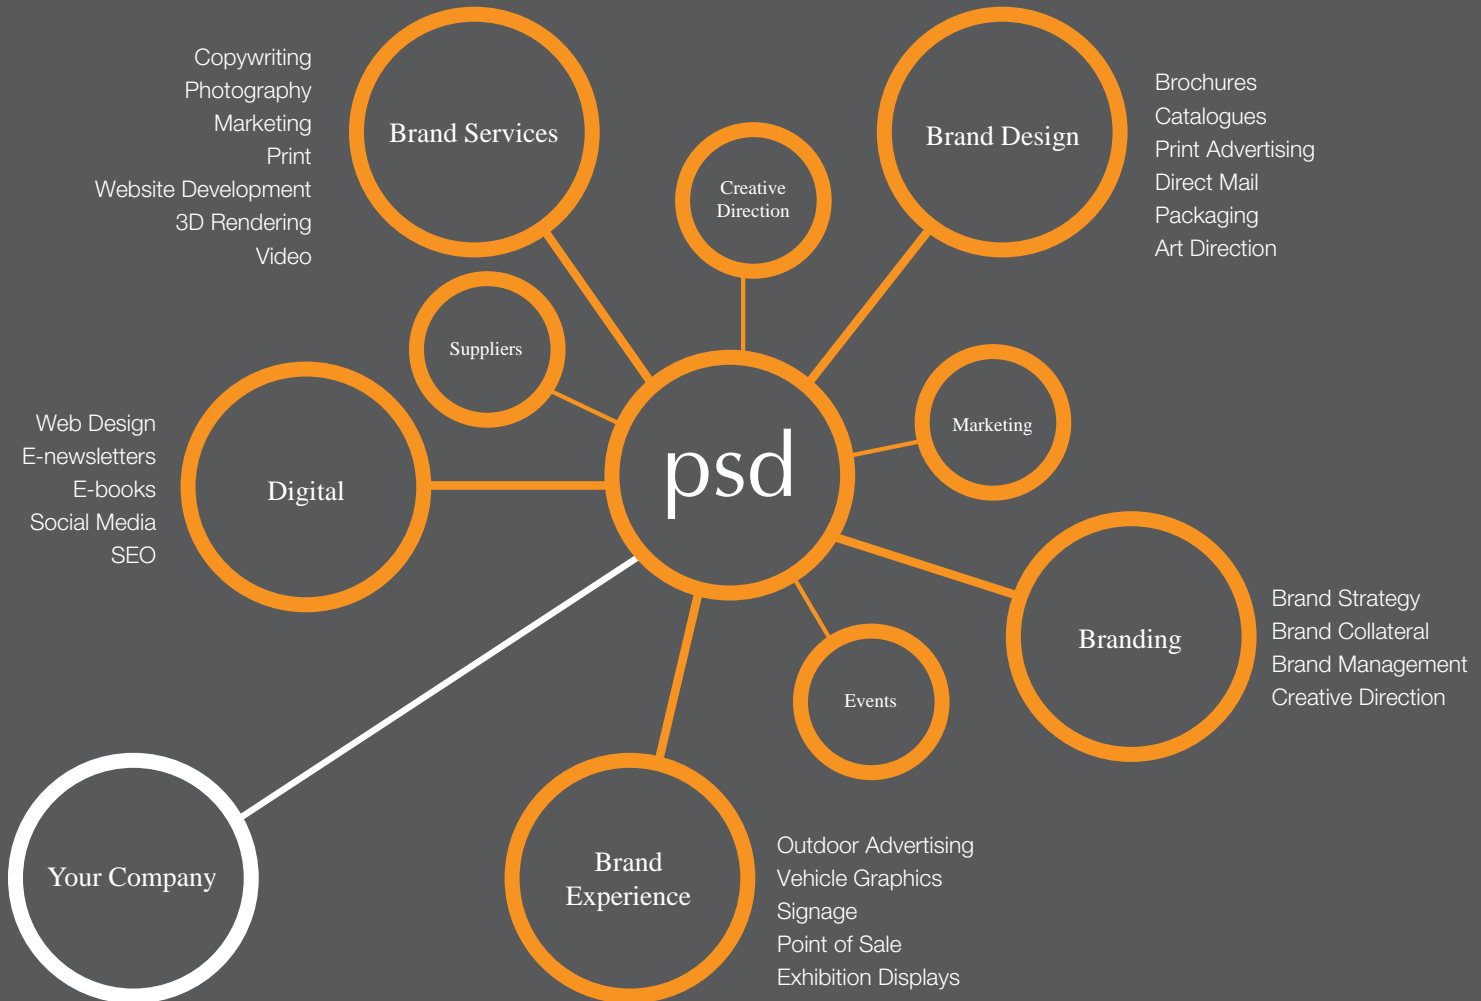 Copywriting
Photography
Marketing
Print
Website Development
3D Rendering
Video
Brand Services
Creative
Direction
Brand Design
Brochures
Catalogues
Print Advertising
Direct Mail
Packaging
Art Direction
Suppliers
Marketing
Web Design
E-newsletters
E-books
Social Media
SEO
Digital
psd
Branding
Brand Strategy
Brand Collateral
Brand Management
Creative Direction
Events
Your Company
Brand
Experience
Outdoor Advertising
Vehicle Graphics
Signage
Point of Sale
Exhibition Displays